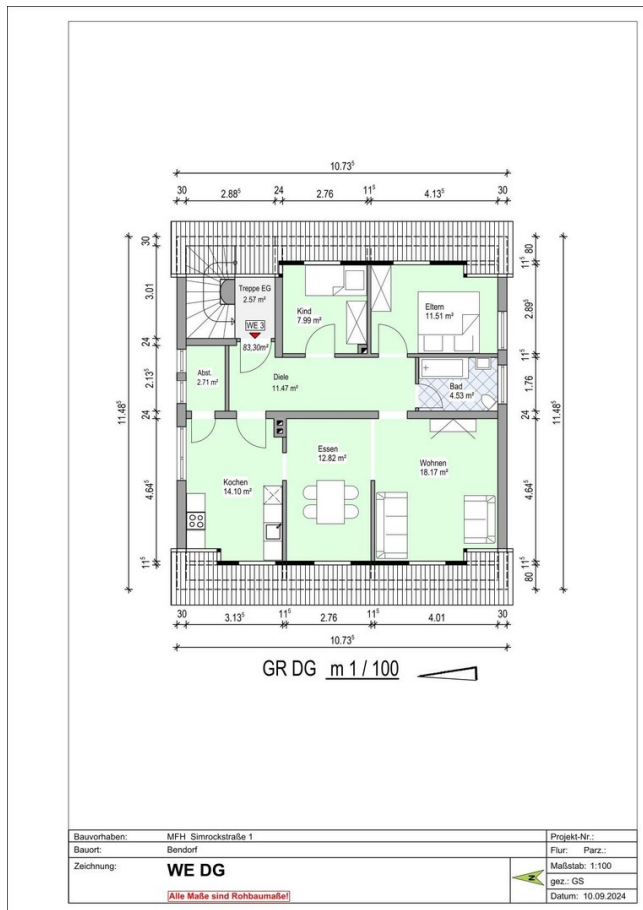 10.73⁵
30 2.88⁵ 24 2.76 11⁵ 4.13⁵ 30
30 3.01 24 2.13⁵ 24 4.64⁵ 11⁵
11.48⁵
Treppe EG
2.57 m²
WE 3
83,30m²
Kind
7.99 m²
Eltern
11.51 m²
Abst.
2.71 m²
Diele
11.47 m²
Bad
4.53 m²
Kochen
14.10 m²
Essen
12.82 m²
Wohnen
18.17 m²
80 11⁵ 2.89⁵ 11⁵ 1.76 24 4.64⁵ 11⁵ 80
11.48⁵
30 3.13⁵ 11⁵ 2.76 11⁵ 4.01 30
10.73⁵
GR DG m 1 / 100
Bauvorhaben: MFH Simrockstraße 1 Projekt-Nr.:
Bauort: Bendorf Flur: Parz.:
Zeichnung: WE DG Maßstab: 1:100
N gez.: GS
Alle Maße sind Rohbaumaße! Datum: 10.09.2024